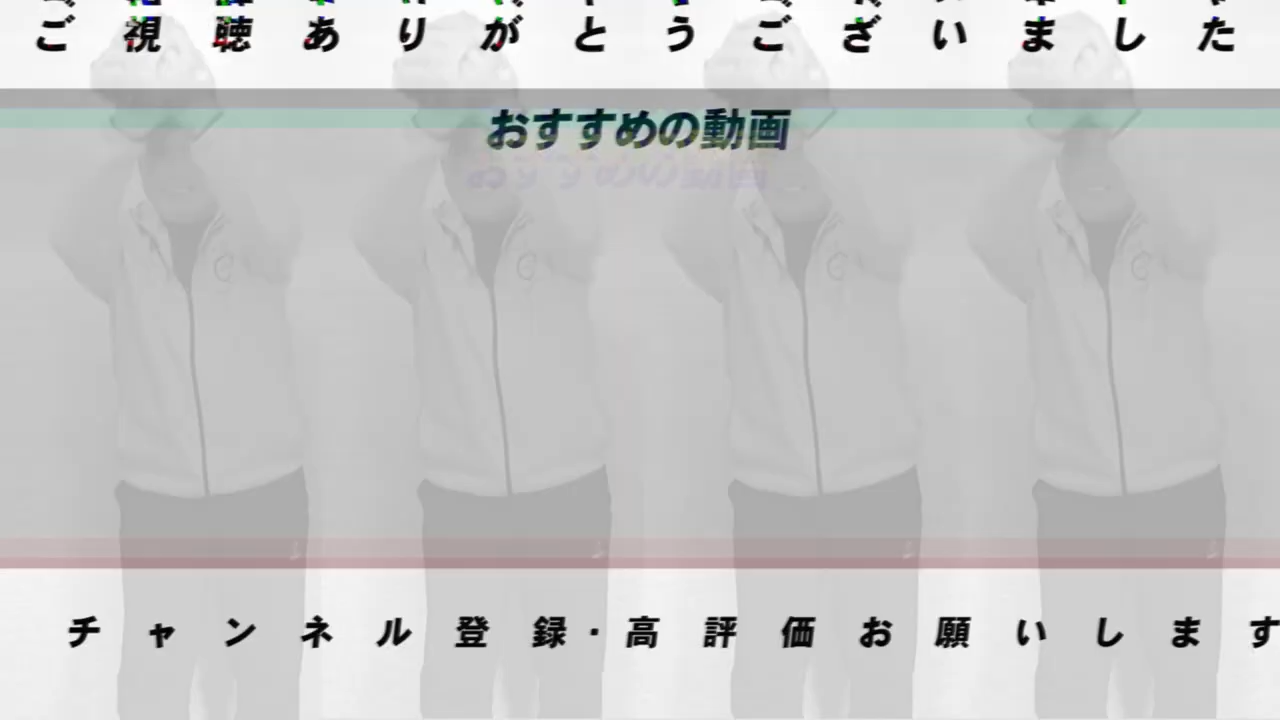 ご視聴ありがとうございました
おすすめの動画
チャンネル登録・高評価お願いします